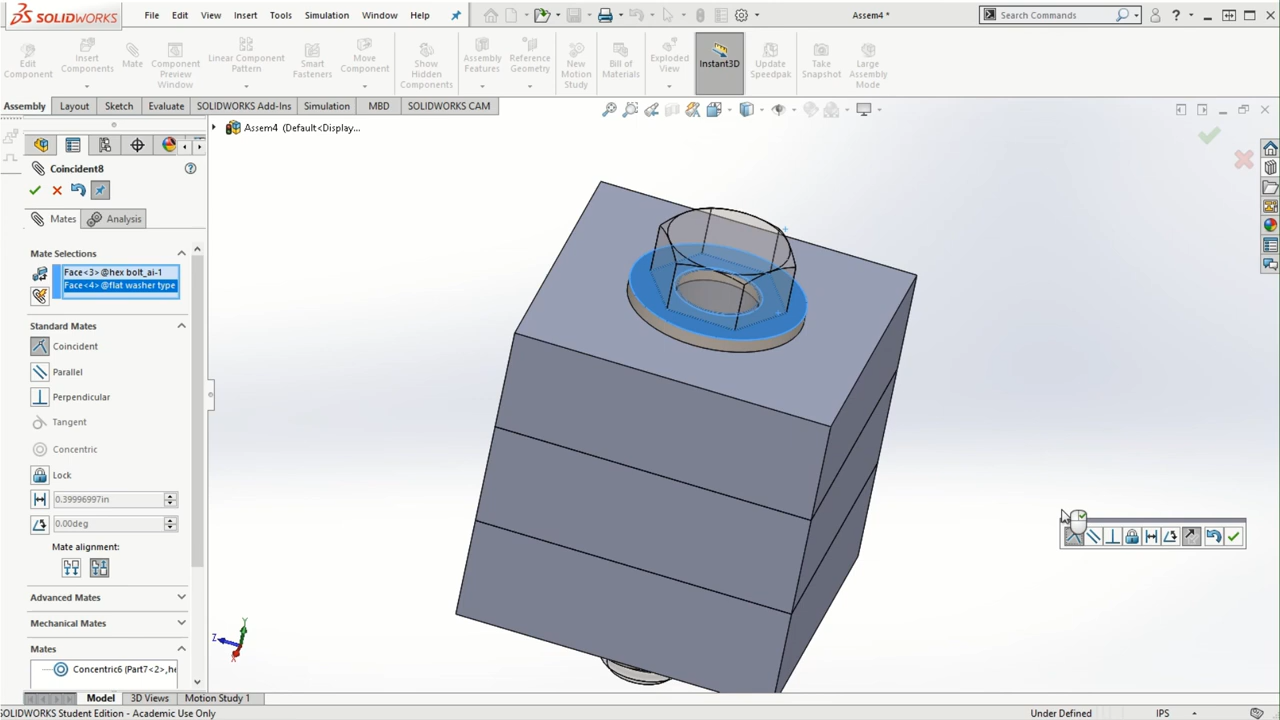 SOLIDWORKS
File Edit View Insert Tools Simulation Window Help
Assem4 *
Search Commands
Edit Component
Insert Components
Mate
Component Preview Window
Linear Component Pattern
Smart Fasteners
Move Component
Show Hidden Components
Assembly Features
Reference Geometry
New Motion Study
Bill of Materials
Exploded View
Instant3D
Update Speedpak
Take Snapshot
Large Assembly Mode
Assembly Layout Sketch Evaluate SOLIDWORKS Add-Ins Simulation MBD SOLIDWORKS CAM
Assem4 (Default<Display...
Coincident8
Mates Analysis
Mate Selections
Face<3>@hex bolt_ai-1
Face<4>@flat washer type
Standard Mates
Coincident
Parallel
Perpendicular
Tangent
Concentric
Lock
0.39996997in
0.00deg
Mate alignment:
Advanced Mates
Mechanical Mates
Mates
Concentric6 (Part7<2>,he
Y
Z
X
Model 3D Views Motion Study 1
SOLIDWORKS Student Edition - Academic Use Only
Under Defined
IPS